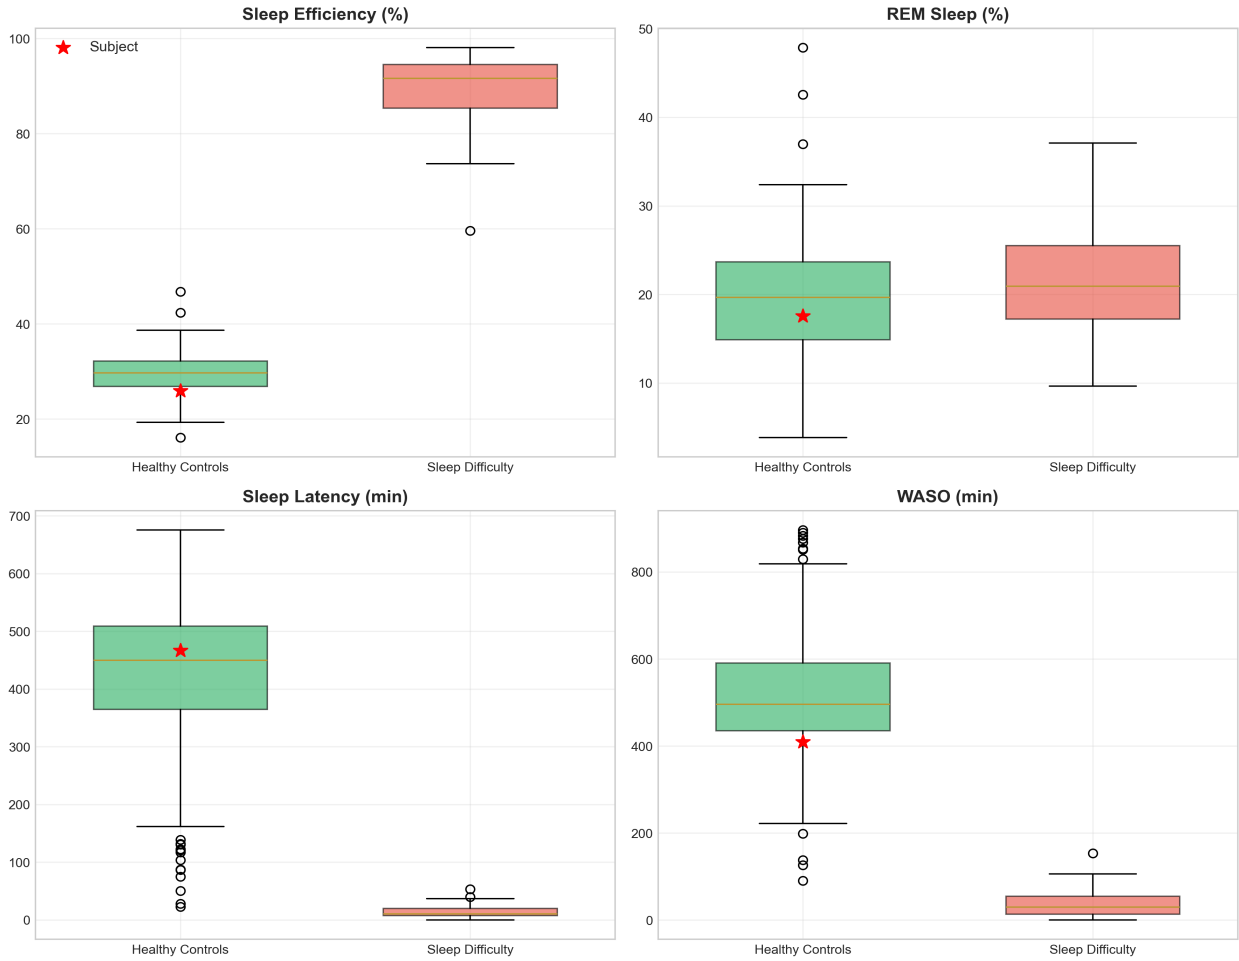 Sleep Efficiency (%)
100
80
60
40
20
Subject
Healthy Controls
Sleep Difficulty
REM Sleep (%)
50
40
30
20
10
Healthy Controls
Sleep Difficulty
Sleep Latency (min)
700
600
500
400
300
200
100
0
Healthy Controls
Sleep Difficulty
WASO (min)
800
600
400
200
0
Healthy Controls
Sleep Difficulty